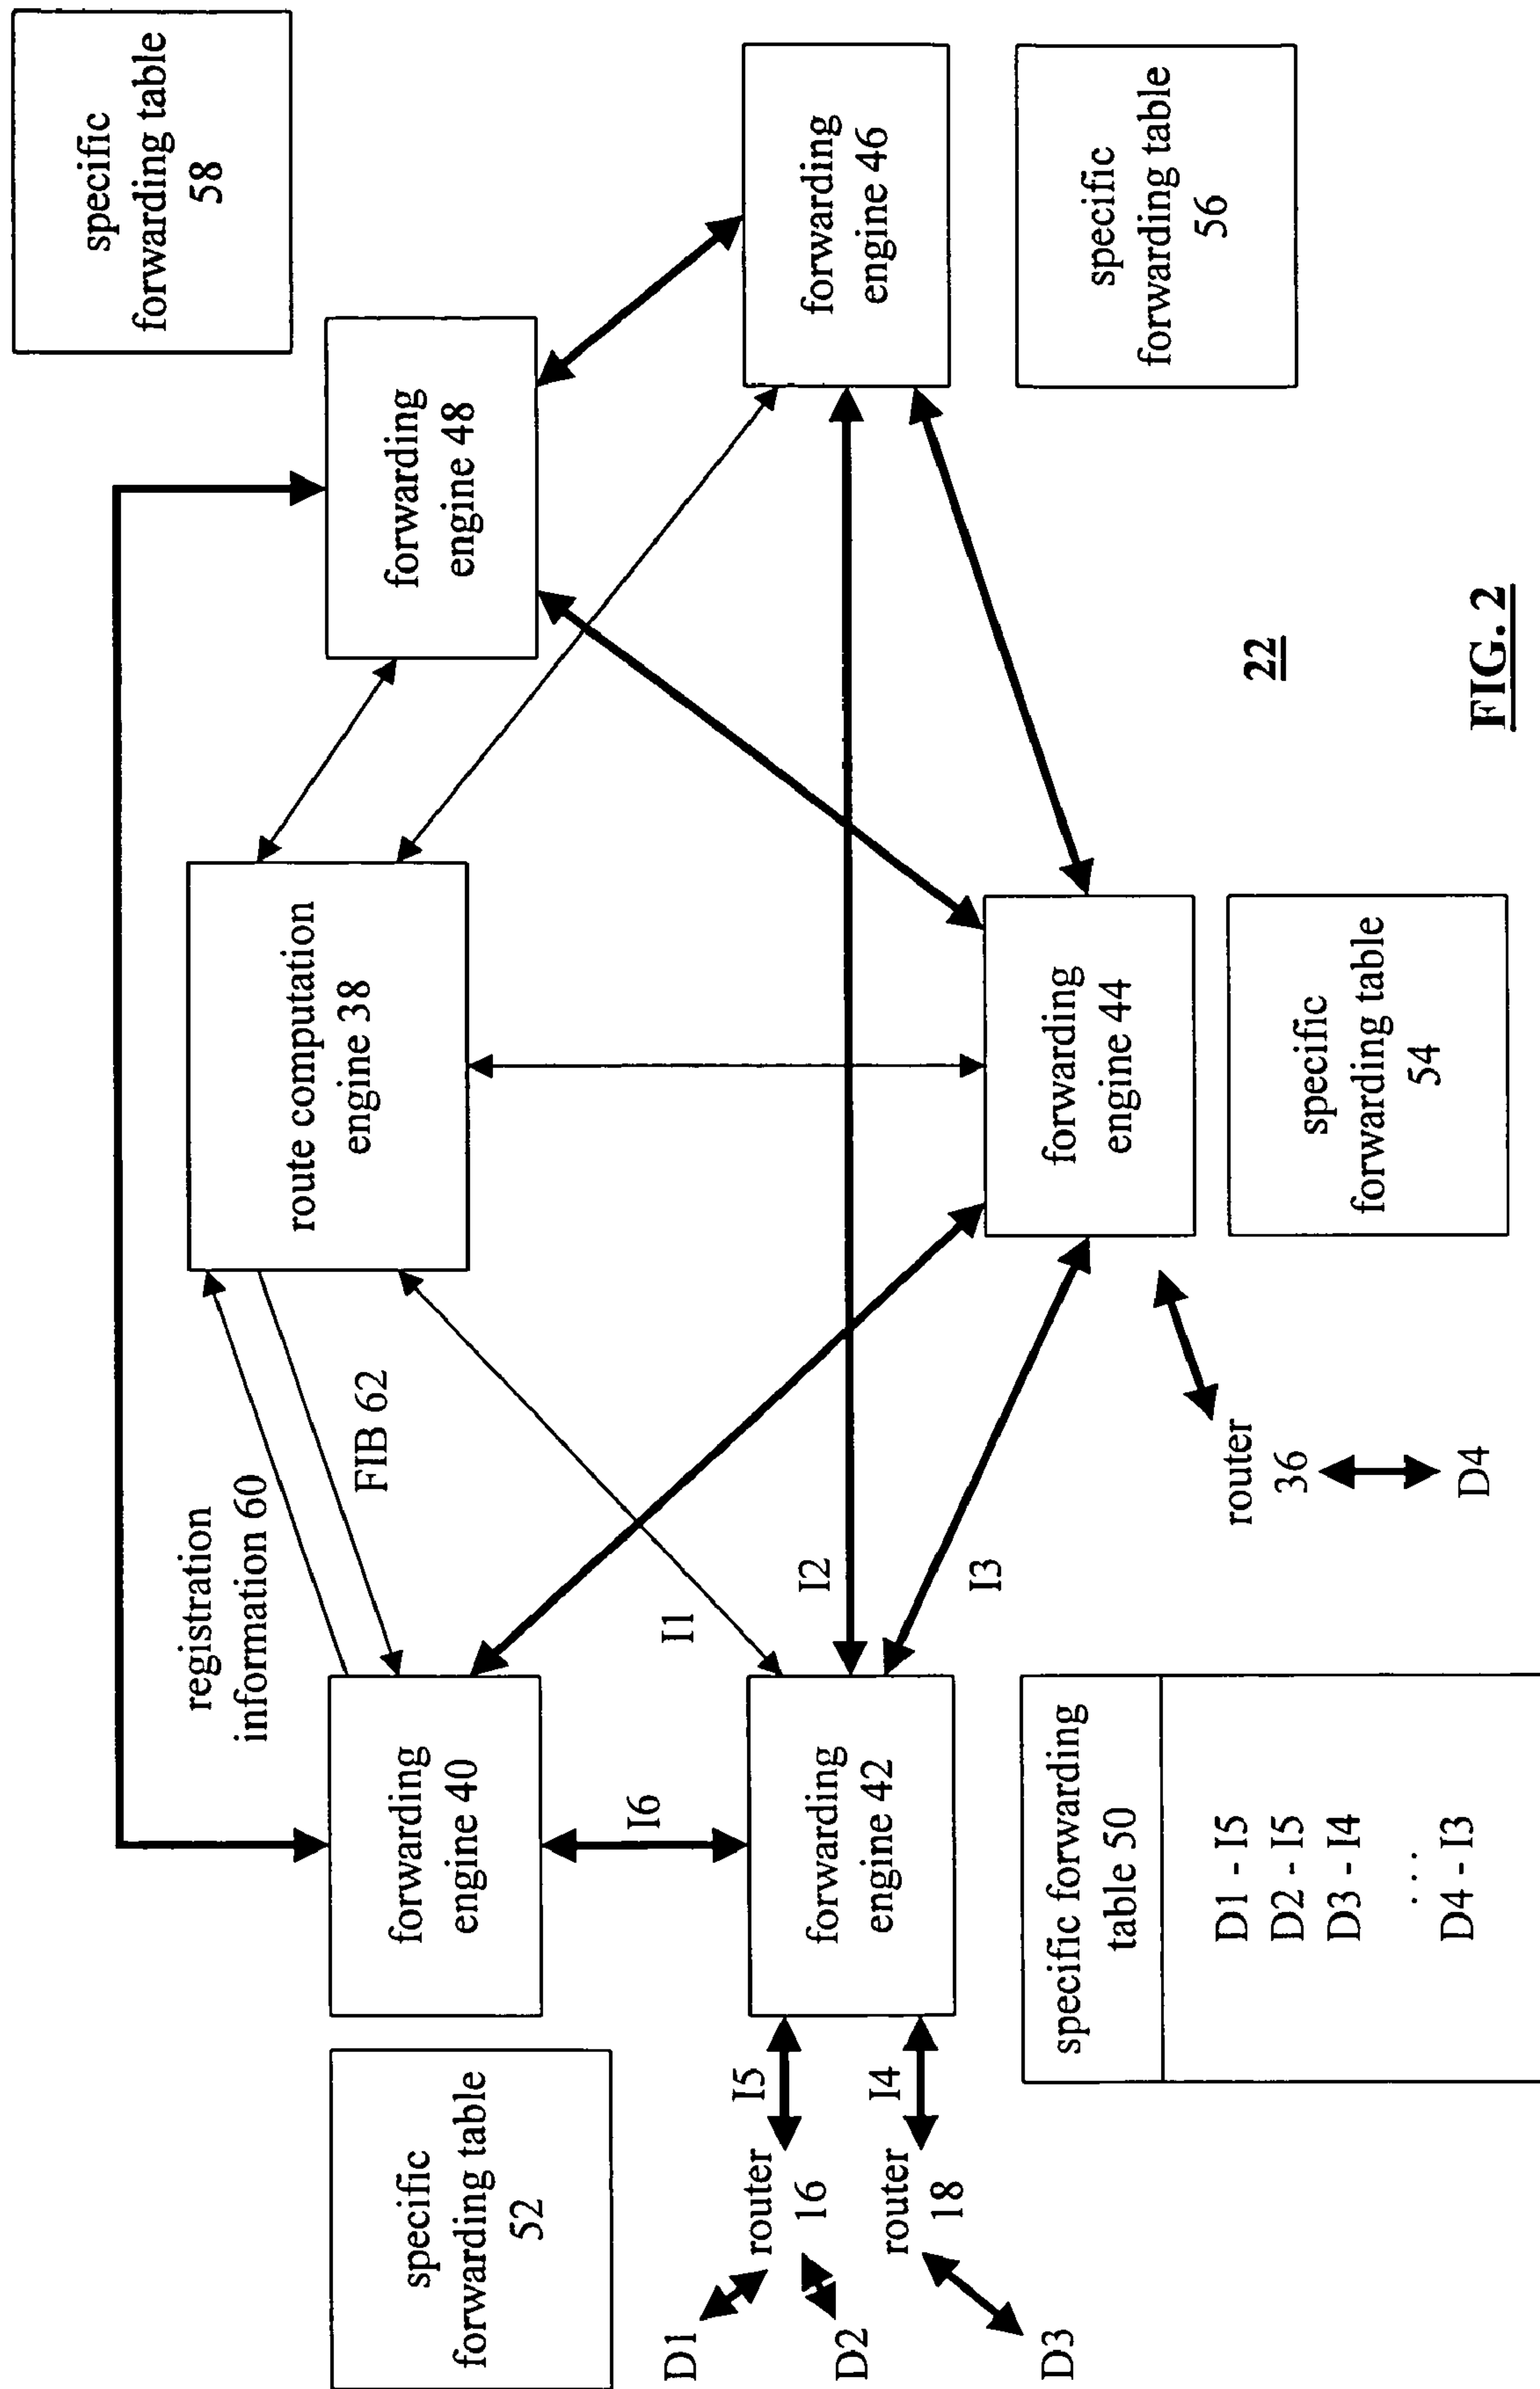 specific
forwarding table
52
forwarding
engine 40
registration
information 60
FIB 62
route computation
engine 38
forwarding
engine 48
specific
forwarding table
58
D1
D2
D3
router
16
router
18
I5
I4
I6
forwarding
engine 42
I1
I2
I3
forwarding
engine 46
forwarding
engine 44
specific forwarding
table 50
D1 - I5
D2 - I5
D3 - I4
...
D4 - I3
router
36
D4
specific
forwarding table
54
specific
forwarding table
56
22
FIG. 2